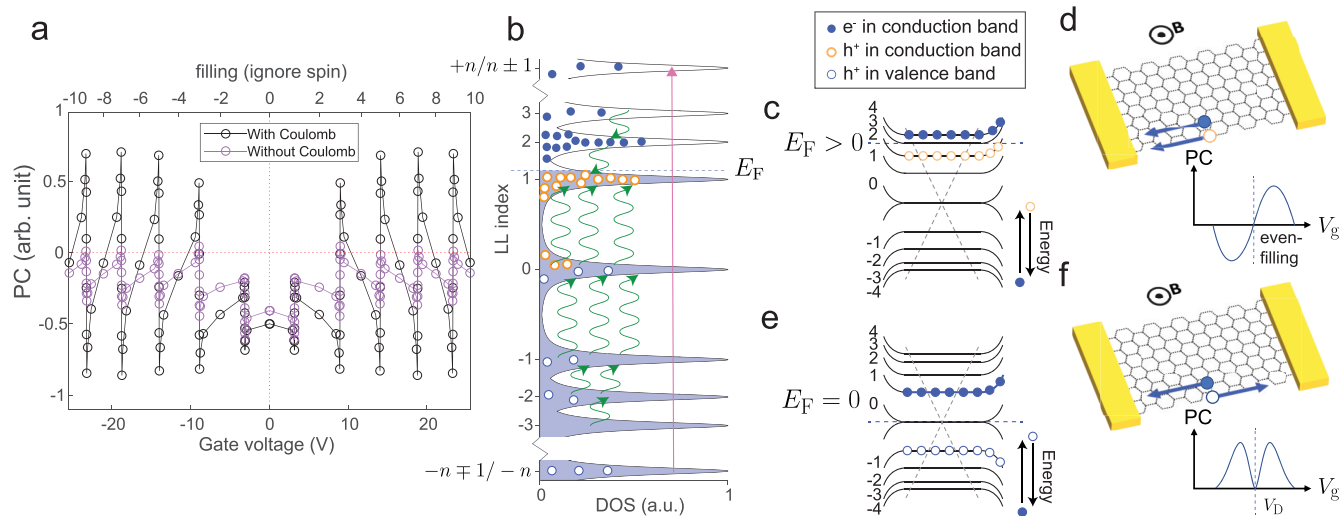 a
filling (ignore spin)
-10 -8 -6 -4 -2 0 2 4 6 8 10
1
0.5
0
-0.5
-1
PC (arb. unit)
With Coulomb
Without Coulomb
-20 -10 0 10 20
Gate voltage (V)
b
+n/n ± 1
3
2
1
0
-1
-2
-3
−n ∓ 1/ − n
LL index
E_F
0 1
DOS (a.u.)
e⁻ in conduction band
h⁺ in conduction band
h⁺ in valence band
c
E_F > 0
4
3
2
1
0
-1
-2
-3
-4
Energy
d
B
PC
V_g
even-
filling
e
E_F = 0
4
3
2
1
0
-1
-2
-3
-4
Energy
f
B
PC
V_g
V_D